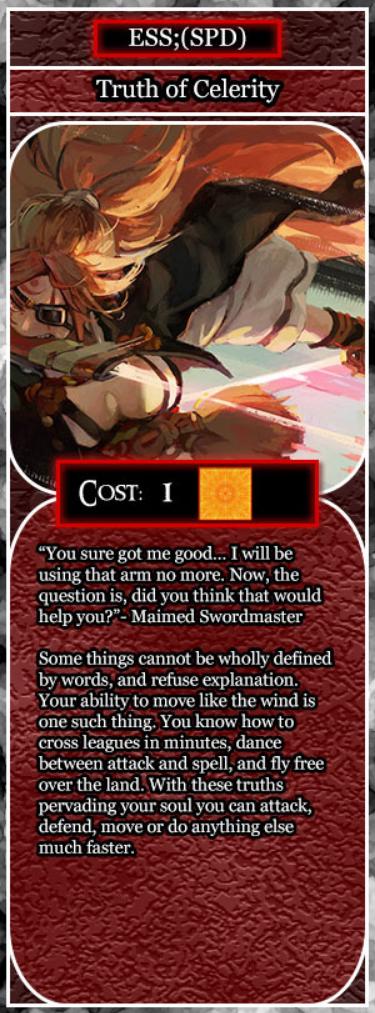 ESS;(SPD)
Truth of Celerity
COST: 1
“You sure got me good... I will be
using that arm no more. Now, the
question is, did you think that would
help you?”- Maimed Swordmaster
Some things cannot be wholly defined
by words, and refuse explanation.
Your ability to move like the wind is
one such thing. You know how to
cross leagues in minutes, dance
between attack and spell, and fly free
over the land. With these truths
pervading your soul you can attack,
defend, move or do anything else
much faster.